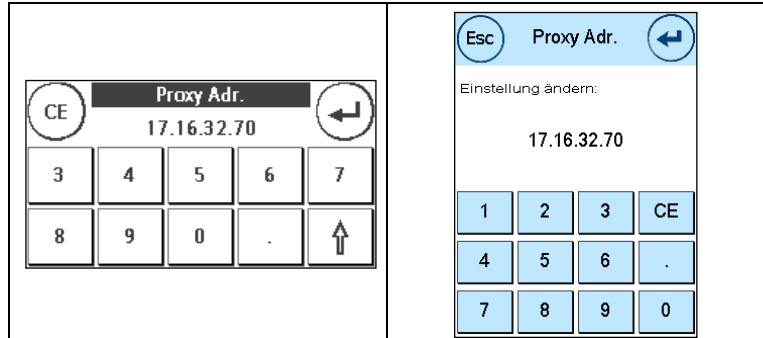 CE Proxy Adr.
17.16.32.70
3 4 5 6 7
8 9 0 .
Esc Proxy Adr.
Einstellung ändern:
17.16.32.70
1 2 3 CE
4 5 6 .
7 8 9 0